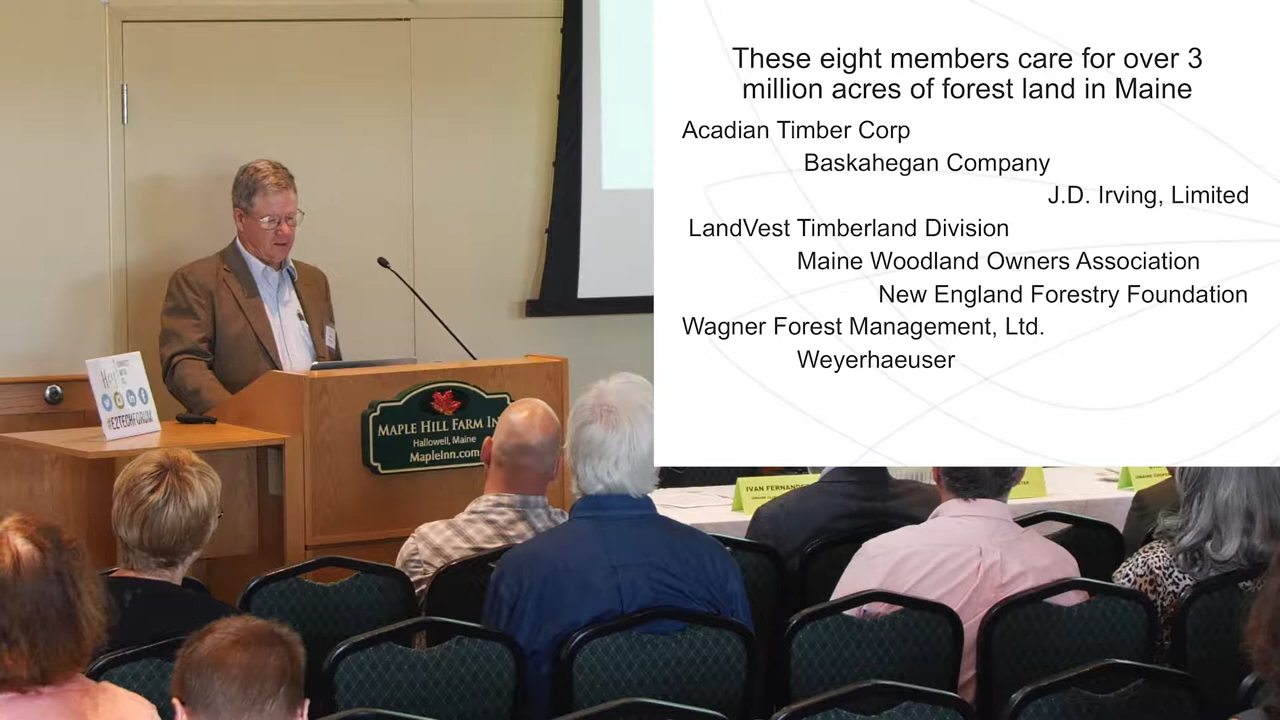 These eight members care for over 3
million acres of forest land in Maine
Acadian Timber Corp
Baskahegan Company
J.D. Irving, Limited
LandVest Timberland Division
Maine Woodland Owners Association
New England Forestry Foundation
Wagner Forest Management, Ltd.
Weyerhaeuser
#E2TECHFORUM
MAPLE HILL FARM IN
Hallowell, Maine
MapleInn.com
IVAN FERNANDE